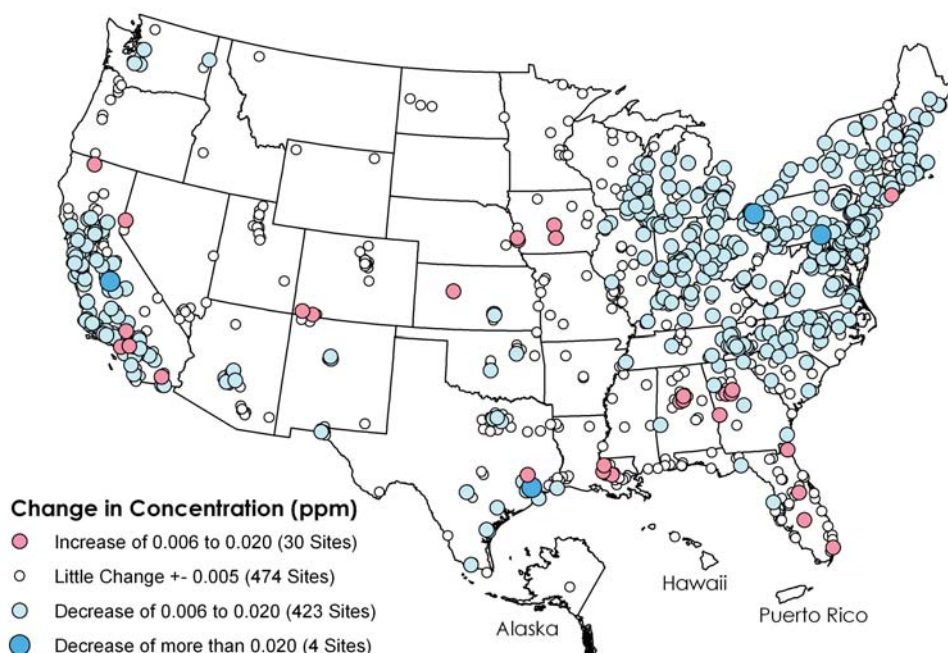 Change in Concentration (ppm)
Increase of 0.006 to 0.020 (30 Sites)
Little Change +- 0.005 (474 Sites)
Decrease of 0.006 to 0.020 (423 Sites)
Decrease of more than 0.020 (4 Sites)
Alaska
Hawaii
Puerto Rico